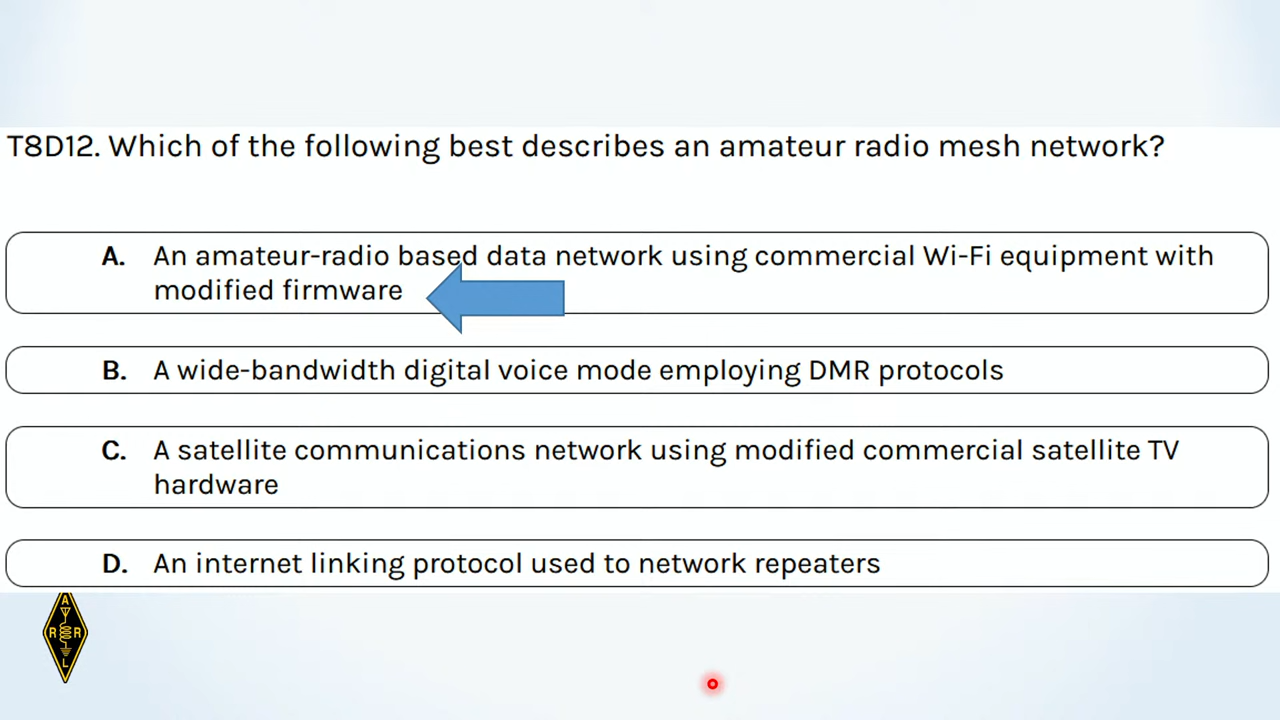 T8D12. Which of the following best describes an amateur radio mesh network?
A. An amateur-radio based data network using commercial Wi-Fi equipment with
modified firmware
B. A wide-bandwidth digital voice mode employing DMR protocols
C. A satellite communications network using modified commercial satellite TV
hardware
D. An internet linking protocol used to network repeaters
A
R R
L